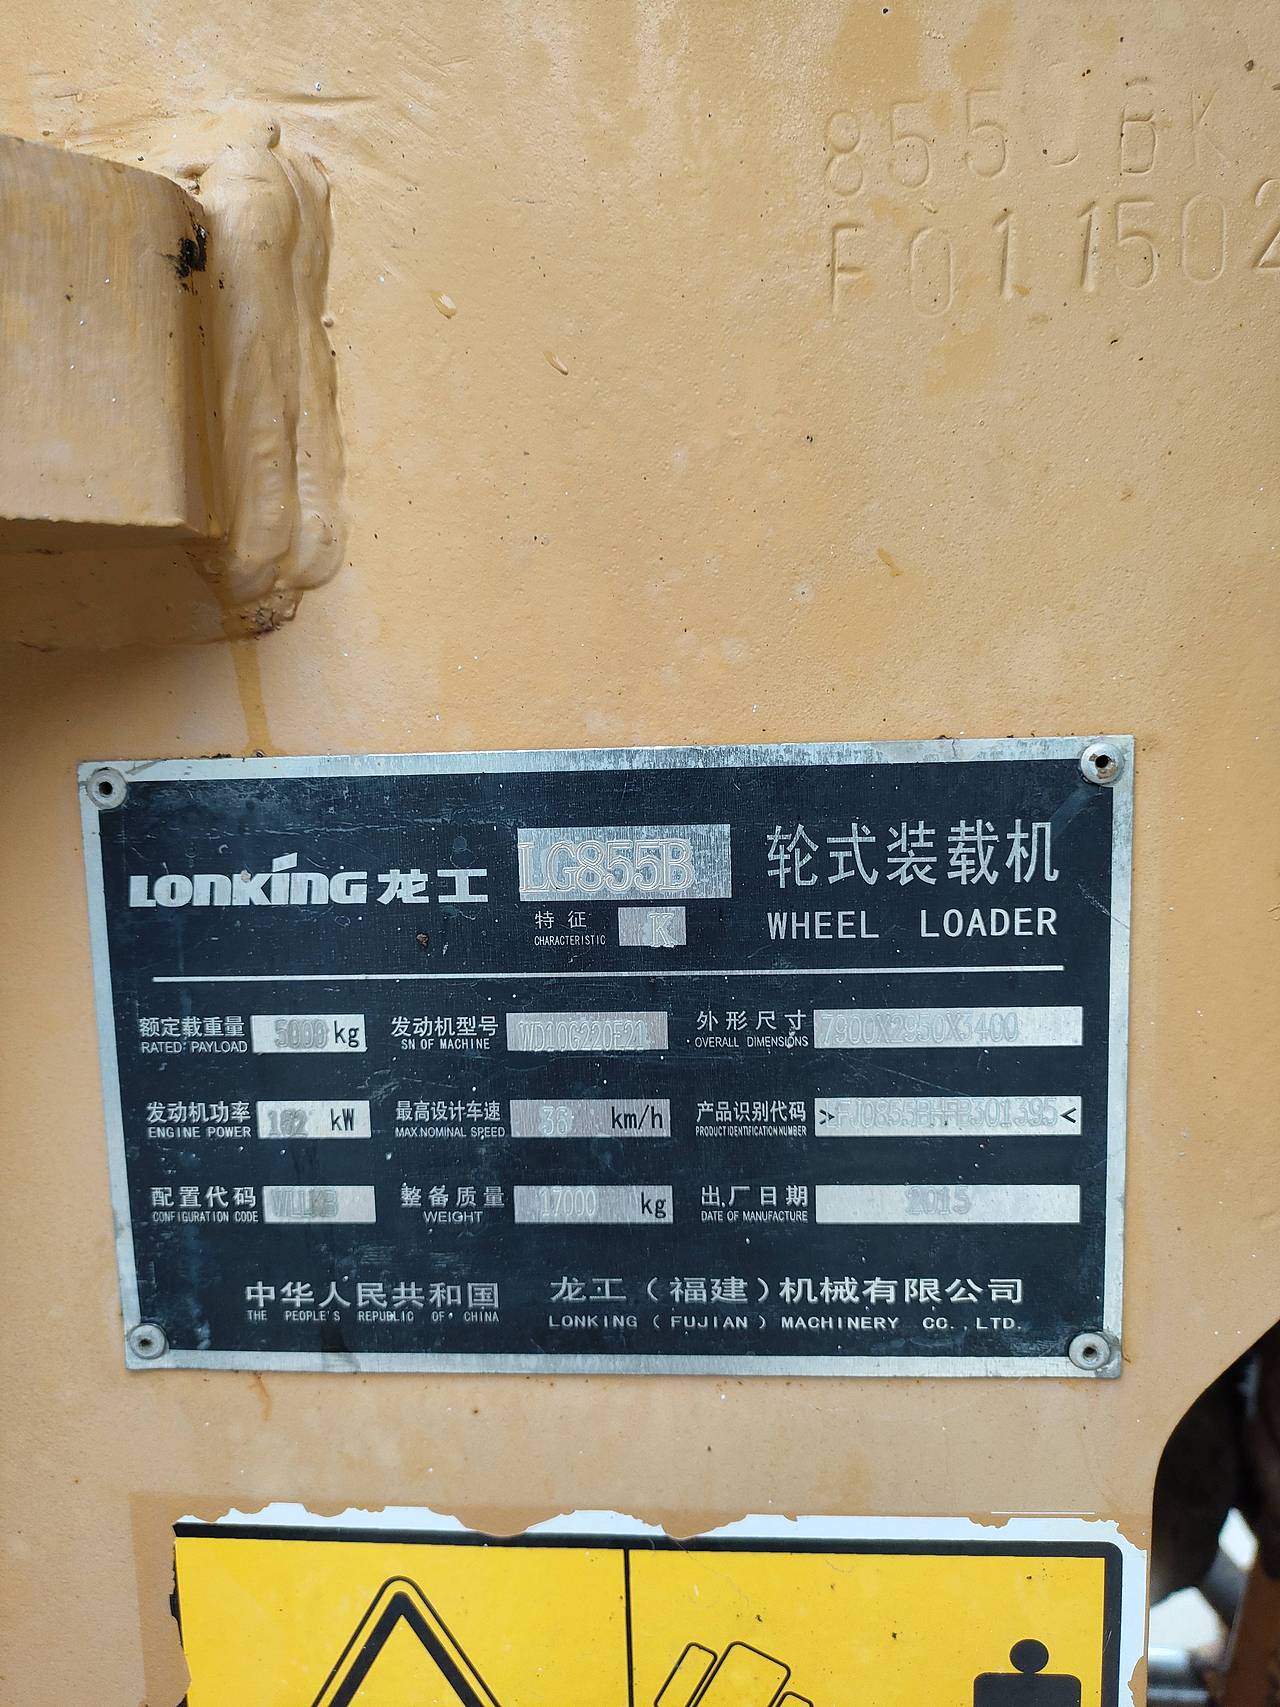 855 BK
F011502
LONKING 龙工 LG855B 轮式装载机
特征 K WHEEL LOADER
CHARACTERISTIC
额定载重量 5000 kg 发动机型号 外形尺寸
RATED PAYLOAD SN OF MACHINE OVERALL DIMENSIONS
发动机功率 162 kW 最高设计车速 km/h 产品识别代码 > <
ENGINE POWER MAX.NOMINAL SPEED PRODUCT IDENTIFICATION NUMBER
配置代码 整备质量 17000 kg 出厂日期 2015
CONFIGURATION CODE WEIGHT DATE OF MANUFACTURE
中华人民共和国 龙工（福建）机械有限公司
THE PEOPLE'S REPUBLIC OF CHINA LONKING ( FUJIAN ) MACHINERY CO.,LTD.